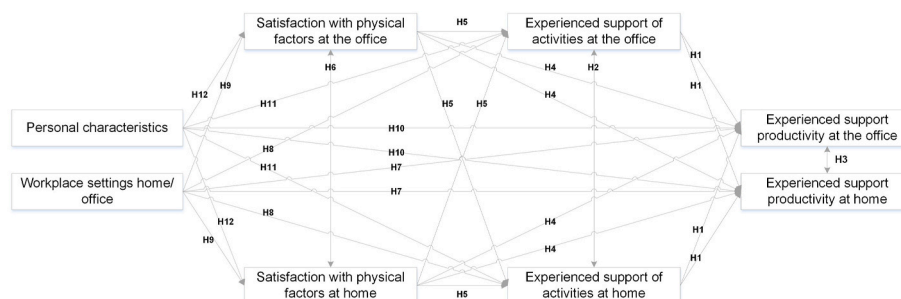 Satisfaction with physical
factors at the office
H5
Experienced support of
activities at the office
H6
H9
H4
H2
H1
H12
H11
H5
H5
H4
H1
Personal characteristics
H10
Experienced support
productivity at the office
H8
H10
H11
H7
H3
Workplace settings home/
office
H7
Experienced support
productivity at home
H12
H8
H9
H4
H4
H1
H1
Satisfaction with physical
factors at home
H5
Experienced support of
activities at home